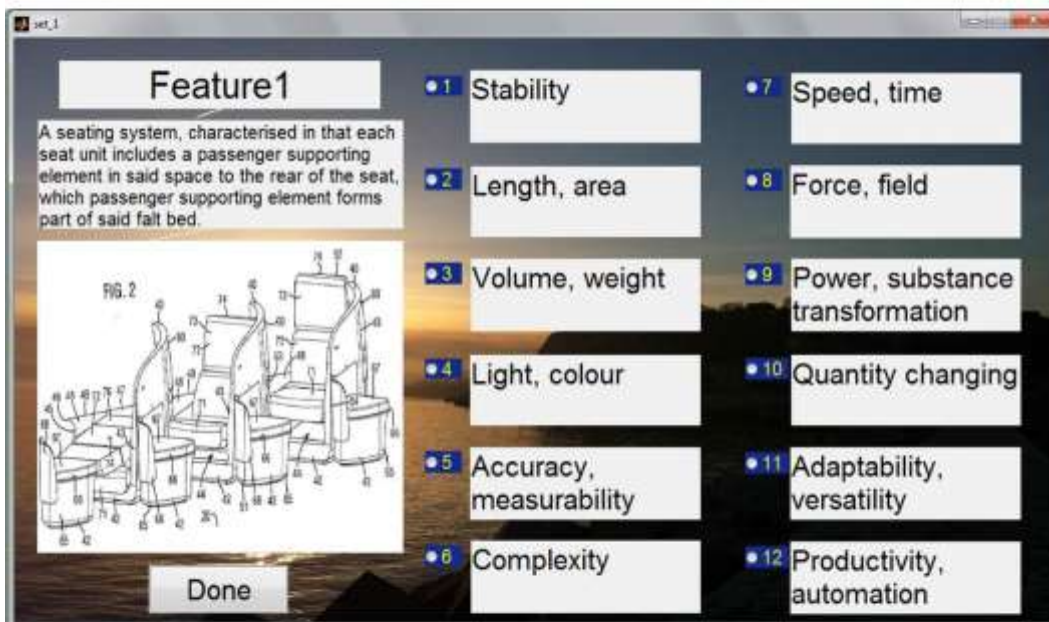 set_1
Feature1
A seating system, characterised in that each
seat unit includes a passenger supporting
element in said space to the rear of the seat,
which passenger supporting element forms
part of said falt bed.
FIG. 2
Done
1 Stability
2 Length, area
3 Volume, weight
4 Light, colour
5 Accuracy,
measurability
6 Complexity
7 Speed, time
8 Force, field
9 Power, substance
transformation
10 Quantity changing
11 Adaptability,
versatility
12 Productivity,
automation